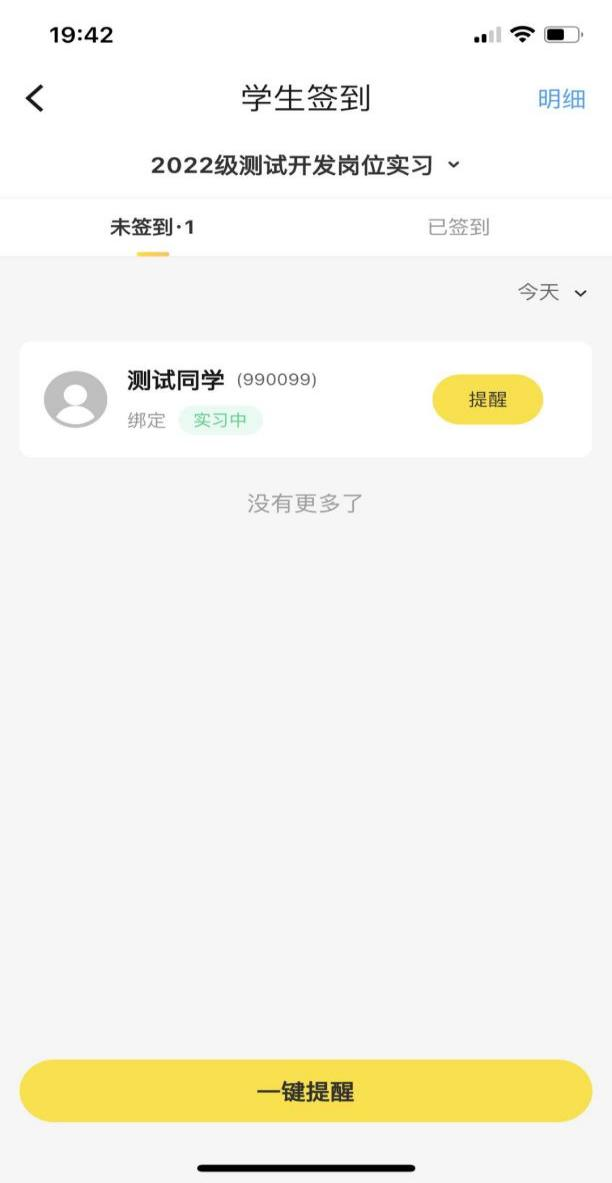 19:42
学生签到
明细
2022级测试开发岗位实习
未签到·1
已签到
今天
测试同学 (990099)
绑定 实习中
提醒
没有更多了
一键提醒